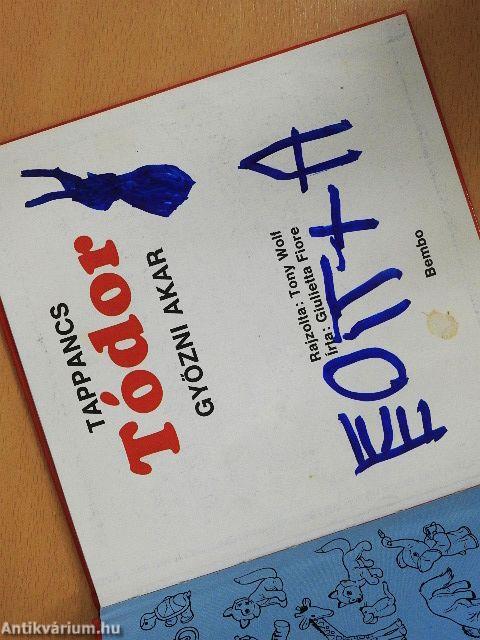 TAPPANCS
Tódor
GYŐZNI AKAR
Rajzolta: Tony Wolf
Írta: Giulietta Fiore
Bembo
Antikvárium.hu